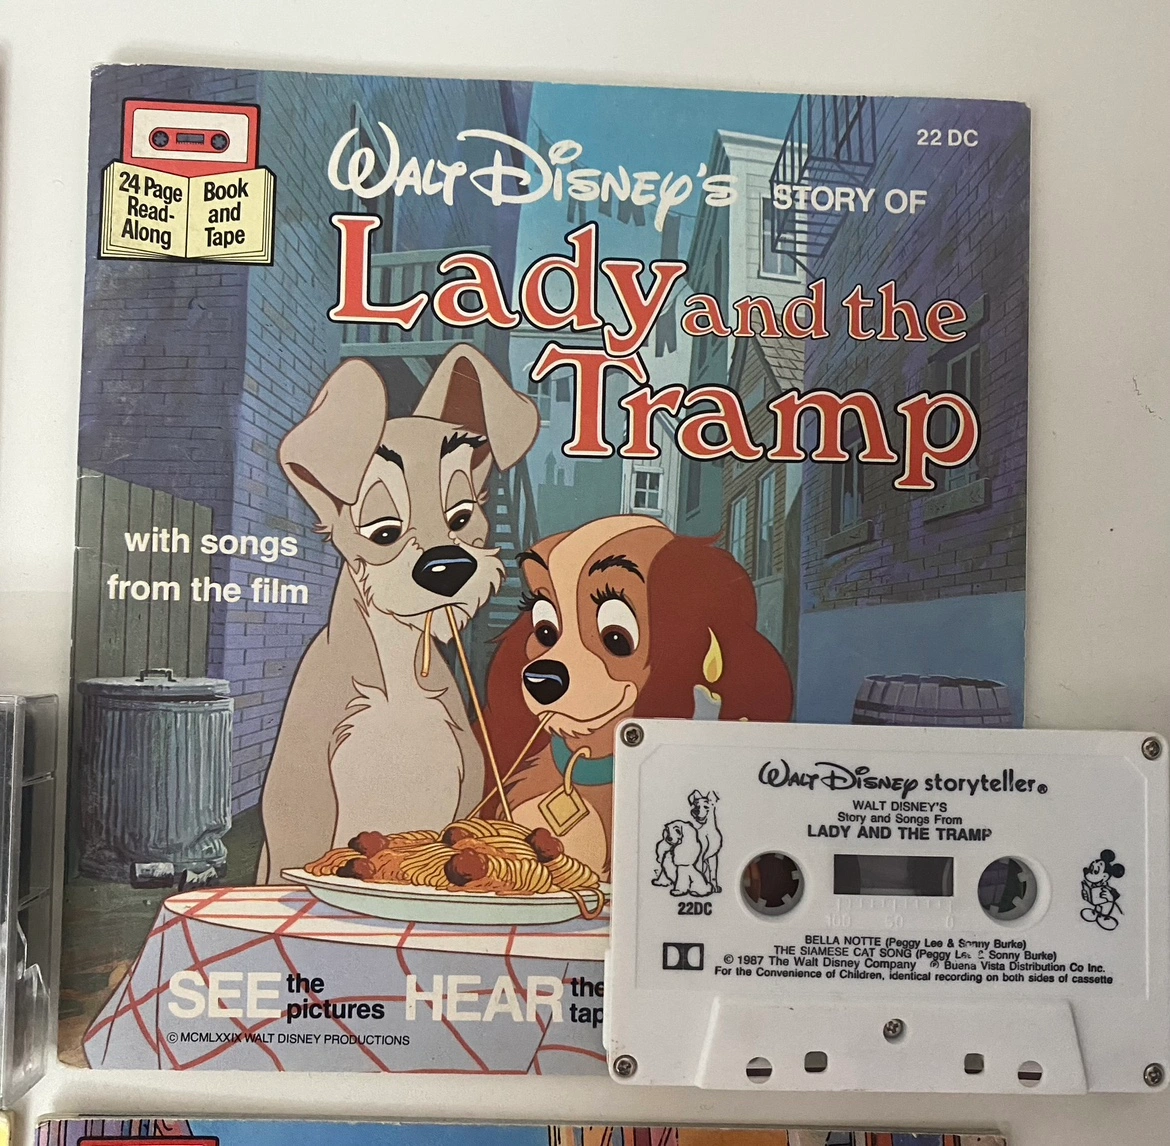 22 DC
24 Page
Read-
Along
Book
and
Tape
WALT DISNEY'S STORY OF
Lady and the
Tramp
with songs
from the film
SEE the
pictures
HEAR the
© MCMLXXIX WALT DISNEY PRODUCTIONS
WALT DISNEY storyteller®
WALT DISNEY'S
Story and Songs From
LADY AND THE TRAMP
22DC
100 50 0
BELLA NOTTE (Peggy Lee & Sonny Burke)
THE SIAMESE CAT SONG (Peggy Lee & Sonny Burke)
© 1987 The Walt Disney Company ℗ Buena Vista Distribution Co Inc.
For the Convenience of Children, identical recording on both sides of cassette